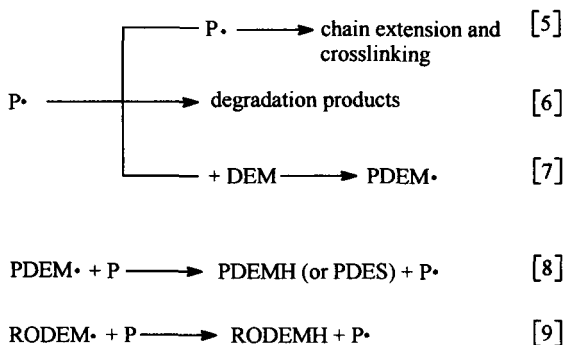 P• ⟶ chain extension and [5]
crosslinking
P• ⟶ degradation products [6]
+ DEM ⟶ PDEM• [7]
PDEM• + P ⟶ PDEMH (or PDES) + P• [8]
RODEM• + P ⟶ RODEMH + P• [9]